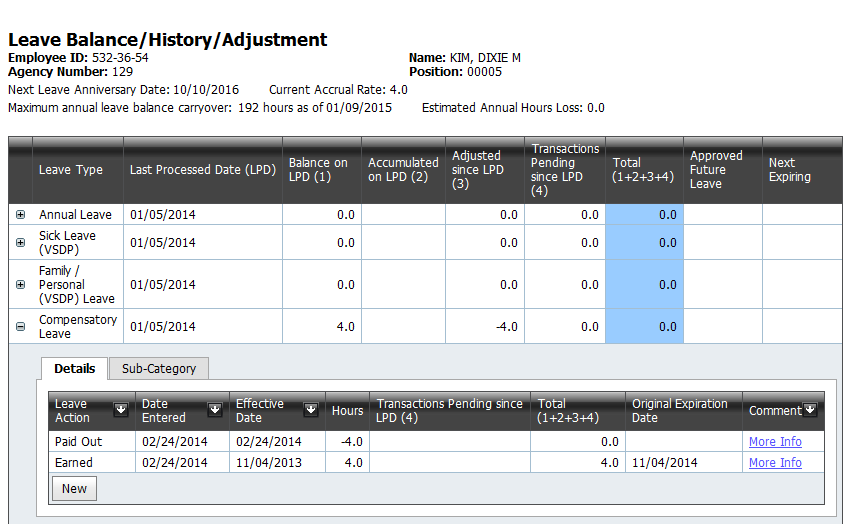 Leave Balance/History/Adjustment
Employee ID: 532-36-54 Name: KIM, DIXIE M
Agency Number: 129 Position: 00005
Next Leave Anniversary Date: 10/10/2016 Current Accrual Rate: 4.0
Maximum annual leave balance carryover: 192 hours as of 01/09/2015 Estimated Annual Hours Loss: 0.0
Leave Type Last Processed Date (LPD) Balance on LPD (1) Accumulated on LPD (2) Adjusted since LPD (3) Transactions Pending since LPD (4) Total (1+2+3+4) Approved Future Leave Next Expiring
Annual Leave 01/05/2014 0.0 0.0 0.0 0.0
Sick Leave (VSDP) 01/05/2014 0.0 0.0 0.0 0.0
Family / Personal (VSDP) Leave 01/05/2014 0.0 0.0 0.0 0.0
Compensatory Leave 01/05/2014 4.0 -4.0 0.0 0.0
Details Sub-Category
Leave Action Date Entered Effective Date Hours Transactions Pending since LPD (4) Total (1+2+3+4) Original Expiration Date Comment
Paid Out 02/24/2014 02/24/2014 -4.0 0.0 More Info
Earned 02/24/2014 11/04/2013 4.0 4.0 11/04/2014 More Info
New